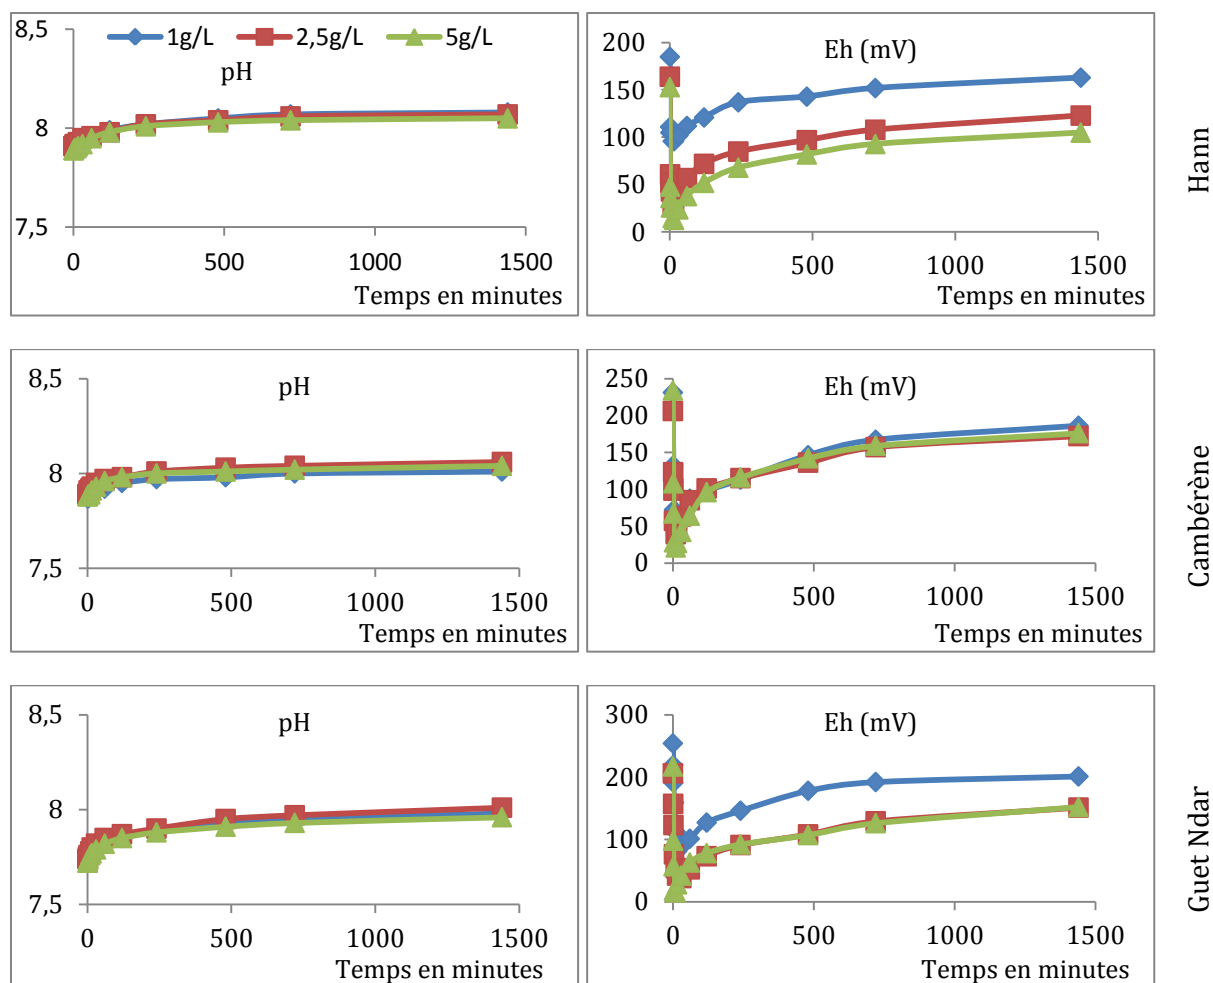 8,5
8
7,5
1g/L 2,5g/L 5g/L
pH
0 500 1000 1500
Temps en minutes
200
150
100
50
0
Eh (mV)
0 500 1000 1500
Temps en minutes
Hann
8,5
8
7,5
pH
0 500 1000 1500
Temps en minutes
250
200
150
100
50
0
Eh (mV)
0 500 1000 1500
Temps en minutes
Cambérène
8,5
8
7,5
pH
0 500 1000 1500
Temps en minutes
300
200
100
0
Eh (mV)
0 500 1000 1500
Temps en minutes
Guet Ndar